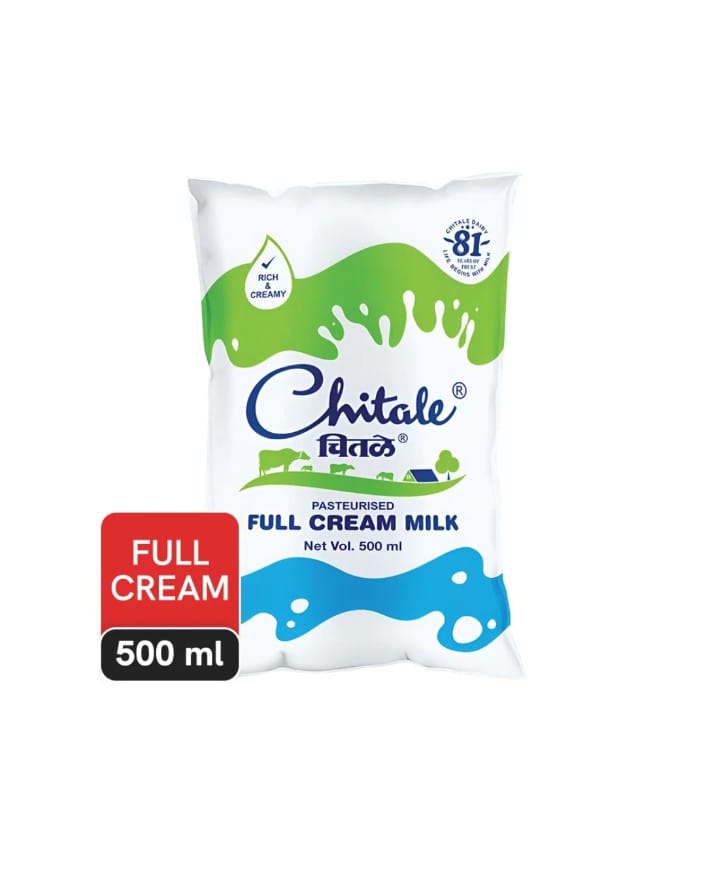 RICH
&
CREAMY
CHITALE DAIRY
81
YEARS OF
TRUST
LIFE BEGINS WITH MILK
Chitale®
चितळे®
PASTEURISED
FULL CREAM MILK
Net Vol. 500 ml
FULL
CREAM
500 ml